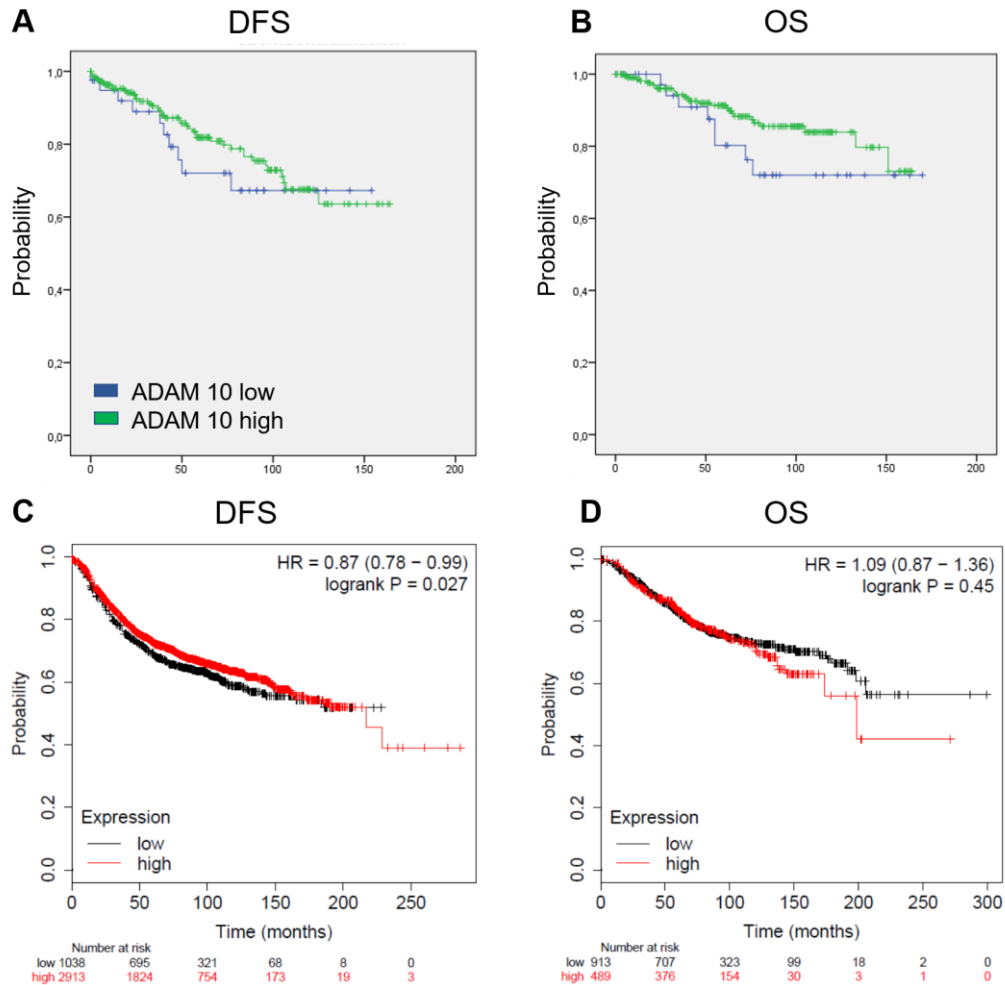 A DFS
B OS
Probability
1,0
0,8
0,6
0,4
0,2
0,0
ADAM 10 low
ADAM 10 high
0 50 100 150 200
Probability
1,0
0,8
0,6
0,4
0,2
0,0
0 50 100 150 200
C DFS
D OS
HR = 0.87 (0.78 − 0.99)
logrank P = 0.027
Probability
1.0
0.8
0.6
0.4
0.2
0.0
Expression
low
high
0 50 100 150 200 250
Time (months)
Number at risk
low 1038 695 321 68 8 0
high 2913 1824 754 173 19 3
HR = 1.09 (0.87 − 1.36)
logrank P = 0.45
Probability
1.0
0.8
0.6
0.4
0.2
0.0
Expression
low
high
0 50 100 150 200 250 300
Time (months)
Number at risk
low 913 707 323 99 18 2 0
high 489 376 154 30 3 1 0